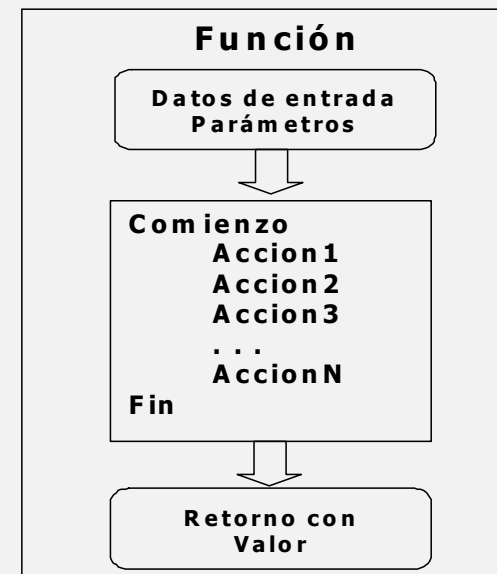 Función
Datos de entrada
Parámetros
Comienzo
Accion1
Accion2
Accion3
...
AccionN
Fin
Retorno con
Valor